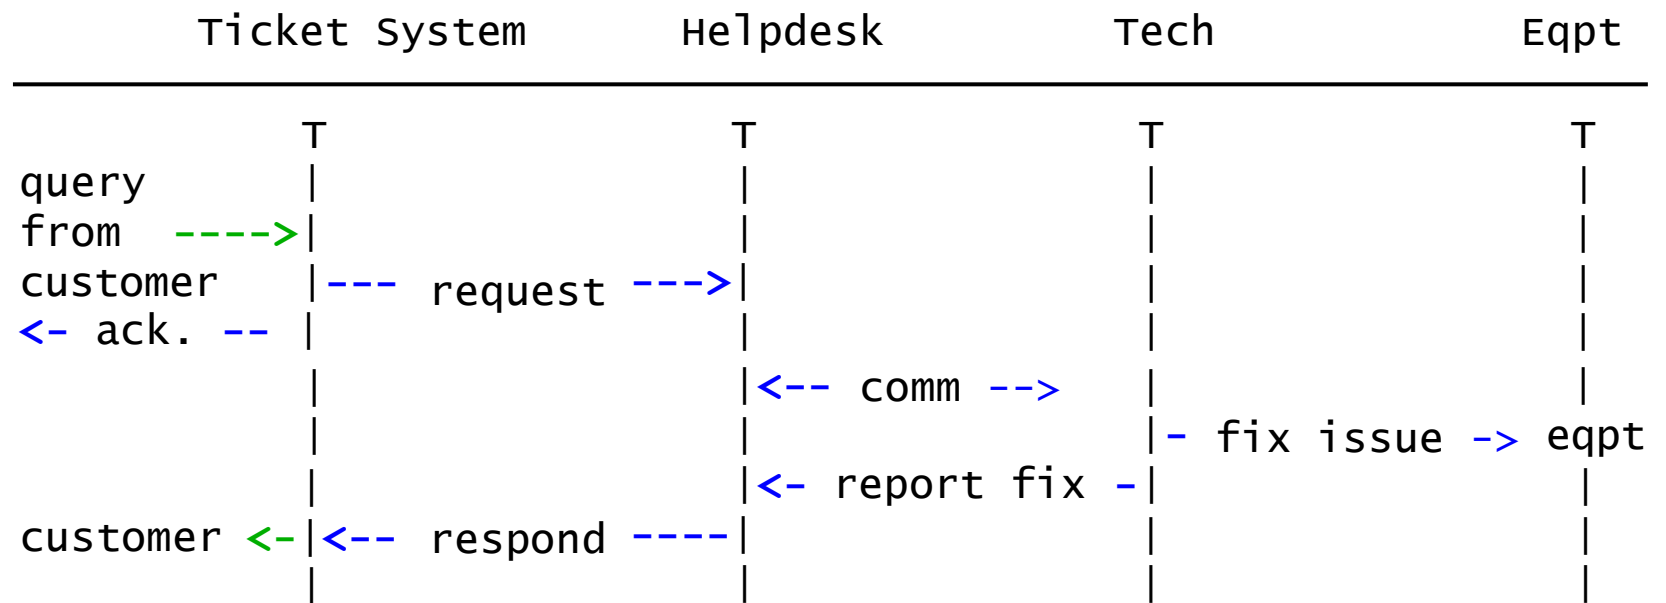 Ticket System Helpdesk Tech Eqpt
T T T T
query | | | |
from ----> | | | |
customer |--- request ---->| | |
<- ack. -- | | | |
| |<-- comm --> | |
| | |- fix issue -> eqpt
| |<- report fix -| |
customer <-|<-- respond ----| | |
| | | |